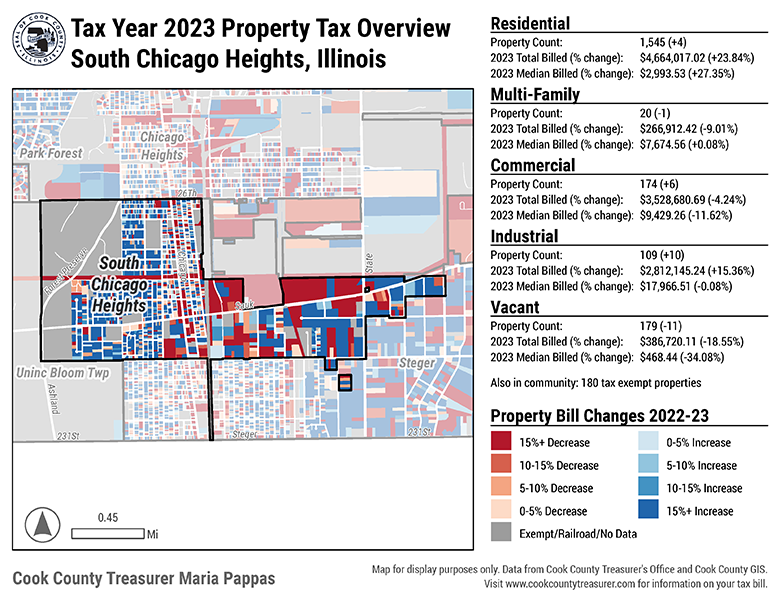 SEAL OF COOK COUNTY
ILLINOIS
Tax Year 2023 Property Tax Overview
South Chicago Heights, Illinois
Park Forest
Chicago
Heights
26Th
South
Chicago
Heights
State
Sauk
Uninc Bloom Twp
Steger
Ashland
231St
Steger
231St
0.45
Mi
Cook County Treasurer Maria Pappas
Residential
Property Count: 1,545 (+4)
2023 Total Billed (% change): $4,664,017.02 (+23.84%)
2023 Median Billed (% change): $2,993.53 (+27.35%)
Multi-Family
Property Count: 20 (-1)
2023 Total Billed (% change): $266,912.42 (-9.01%)
2023 Median Billed (% change): $7,674.56 (+0.08%)
Commercial
Property Count: 174 (+6)
2023 Total Billed (% change): $3,528,680.69 (-4.24%)
2023 Median Billed (% change): $9,429.26 (-11.62%)
Industrial
Property Count: 109 (+10)
2023 Total Billed (% change): $2,812,145.24 (+15.36%)
2023 Median Billed (% change): $17,966.51 (-0.08%)
Vacant
Property Count: 179 (-11)
2023 Total Billed (% change): $386,720.11 (-18.55%)
2023 Median Billed (% change): $468.44 (-34.08%)
Also in community: 180 tax exempt properties
Property Bill Changes 2022-23
15%+ Decrease
10-15% Decrease
5-10% Decrease
0-5% Decrease
Exempt/Railroad/No Data
0-5% Increase
5-10% Increase
10-15% Increase
15%+ Increase
Map for display purposes only. Data from Cook County Treasurer's Office and Cook County GIS.
Visit www.cookcountytreasurer.com for information on your tax bill.